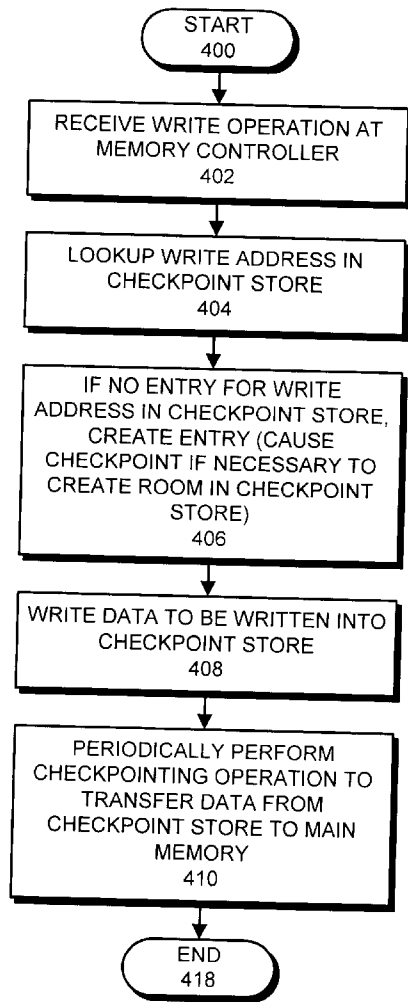 START
400
RECEIVE WRITE OPERATION AT
MEMORY CONTROLLER
402
LOOKUP WRITE ADDRESS IN
CHECKPOINT STORE
404
IF NO ENTRY FOR WRITE
ADDRESS IN CHECKPOINT STORE,
CREATE ENTRY (CAUSE
CHECKPOINT IF NECESSARY TO
CREATE ROOM IN CHECKPOINT
STORE)
406
WRITE DATA TO BE WRITTEN INTO
CHECKPOINT STORE
408
PERIODICALLY PERFORM
CHECKPOINTING OPERATION TO
TRANSFER DATA FROM
CHECKPOINT STORE TO MAIN
MEMORY
410
END
418